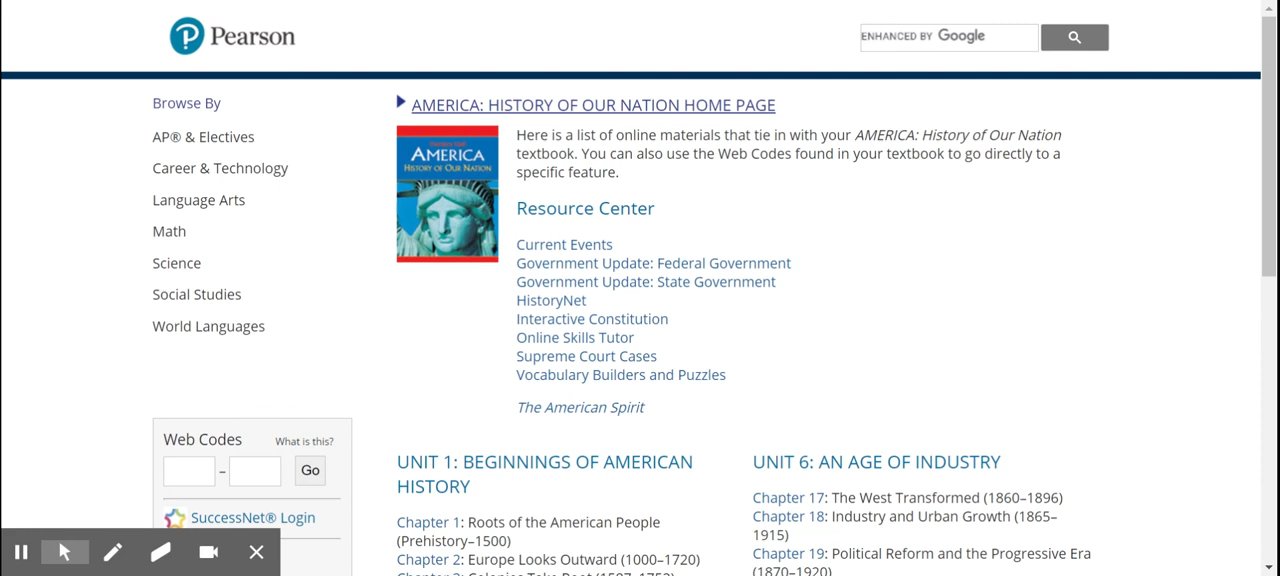 Pearson
ENHANCED BY Google
Browse By
AP® & Electives
Career & Technology
Language Arts
Math
Science
Social Studies
World Languages
Web Codes
What is this?
–
Go
SuccessNet® Login
AMERICA: HISTORY OF OUR NATION HOME PAGE
AMERICA
HISTORY OF OUR NATION
Here is a list of online materials that tie in with your AMERICA: History of Our Nation
textbook. You can also use the Web Codes found in your textbook to go directly to a
specific feature.
Resource Center
Current Events
Government Update: Federal Government
Government Update: State Government
HistoryNet
Interactive Constitution
Online Skills Tutor
Supreme Court Cases
Vocabulary Builders and Puzzles
The American Spirit
UNIT 1: BEGINNINGS OF AMERICAN
HISTORY
Chapter 1: Roots of the American People
(Prehistory–1500)
Chapter 2: Europe Looks Outward (1000–1720)
UNIT 6: AN AGE OF INDUSTRY
Chapter 17: The West Transformed (1860–1896)
Chapter 18: Industry and Urban Growth (1865–
1915)
Chapter 19: Political Reform and the Progressive Era
(1870–1920)